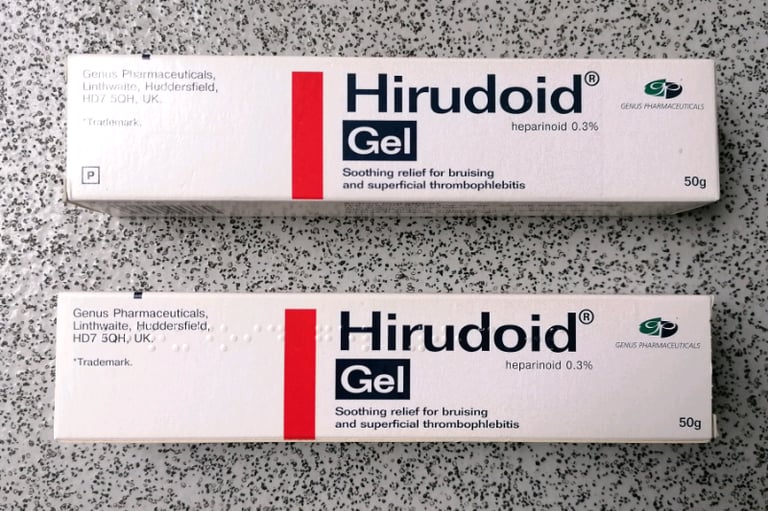 Genus Pharmaceuticals,
Linthwaite, Huddersfield,
HD7 5QH, UK.
*Trademark.
P
Hirudoid®
heparinoid 0.3%
Gel
Soothing relief for bruising
and superficial thrombophlebitis
GP
GENUS PHARMACEUTICALS
50g
Genus Pharmaceuticals,
Linthwaite, Huddersfield,
HD7 5QH, UK.
*Trademark.
Hirudoid®
heparinoid 0.3%
Gel
Soothing relief for bruising
and superficial thrombophlebitis
GP
GENUS PHARMACEUTICALS
50g